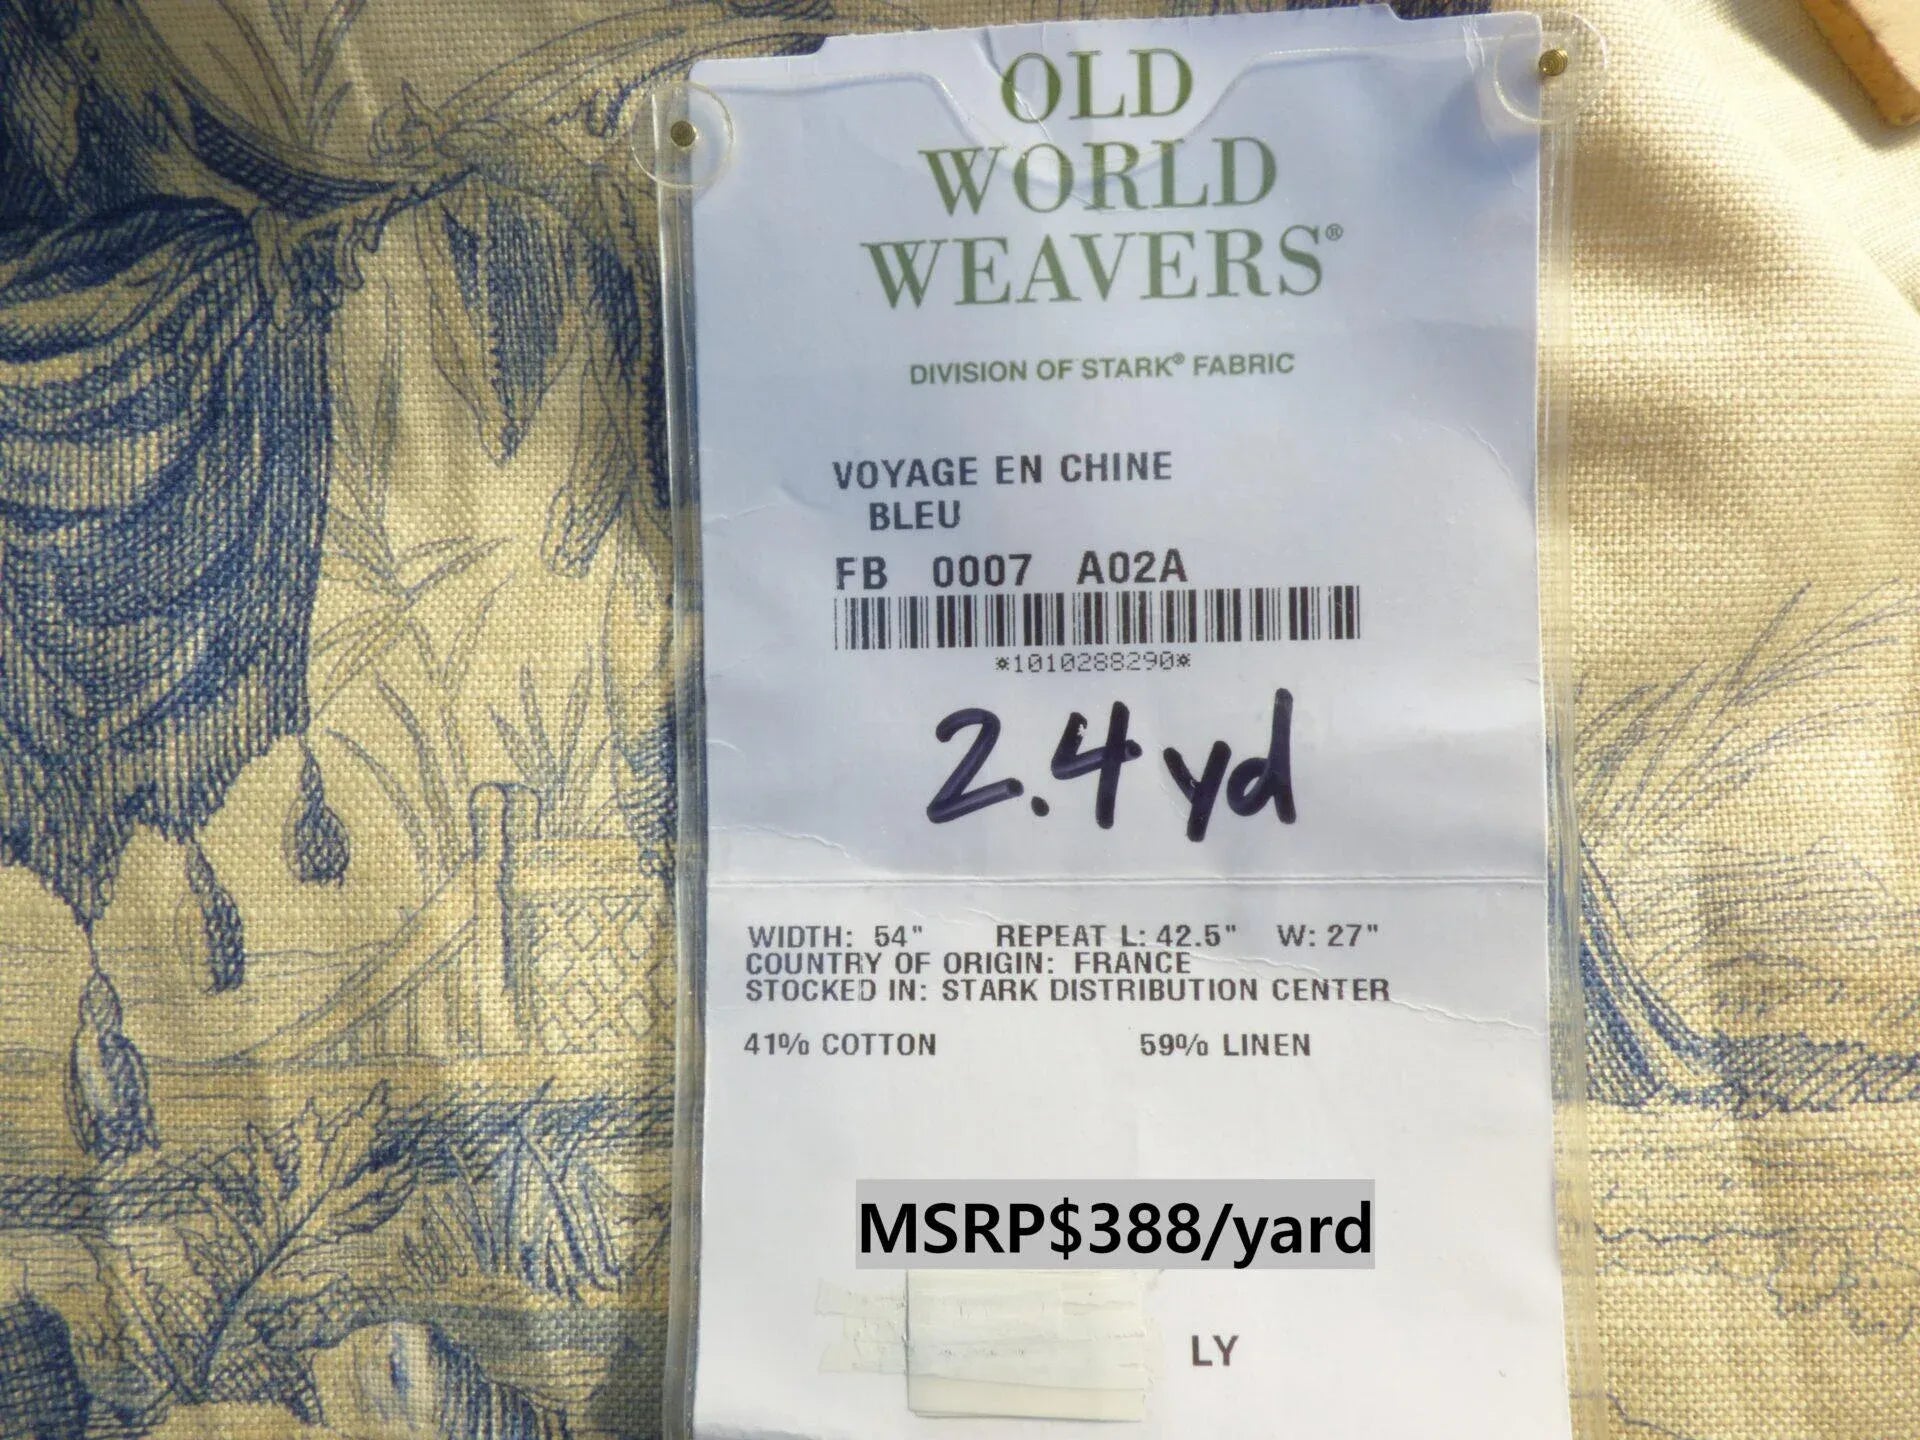 OLD
WORLD
WEAVERS®
DIVISION OF STARK® FABRIC
VOYAGE EN CHINE
BLEU
FB 0007 A02A
*1010288290*
2.4 yd
WIDTH: 54" REPEAT L: 42.5" W: 27"
COUNTRY OF ORIGIN: FRANCE
STOCKED IN: STARK DISTRIBUTION CENTER
41% COTTON 59% LINEN
MSRP$388/yard
LY